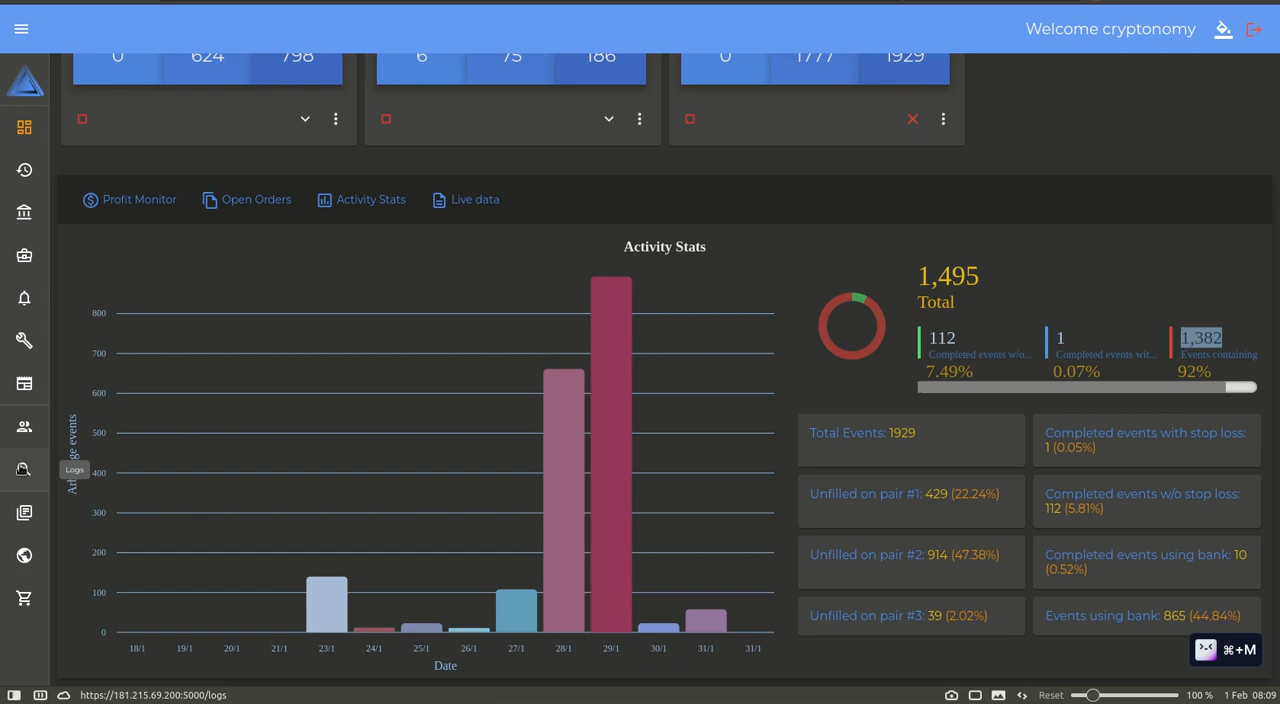 Welcome cryptonomy
0 624 798
6 75 186
0 1777 1929
Profit Monitor
Open Orders
Activity Stats
Live data
Activity Stats
800
700
600
500
400
300
200
100
0
18/1 19/1 20/1 21/1 23/1 24/1 25/1 26/1 27/1 28/1 29/1 30/1 31/1 31/1
Date
Logs
1,495
Total
112
Completed events w/o...
7.49%
1
Completed events wit...
0.07%
1,382
Events containing
92%
Total Events: 1929
Completed events with stop loss:
1 (0.05%)
Unfilled on pair #1: 429 (22.24%)
Completed events w/o stop loss:
112 (5.81%)
Unfilled on pair #2: 914 (47.38%)
Completed events using bank: 10
(0.52%)
Unfilled on pair #3: 39 (2.02%)
Events using bank: 865 (44.84%)
⌘+M
https://181.215.69.200:5000/logs
Reset
100 %
1 Feb 08:09